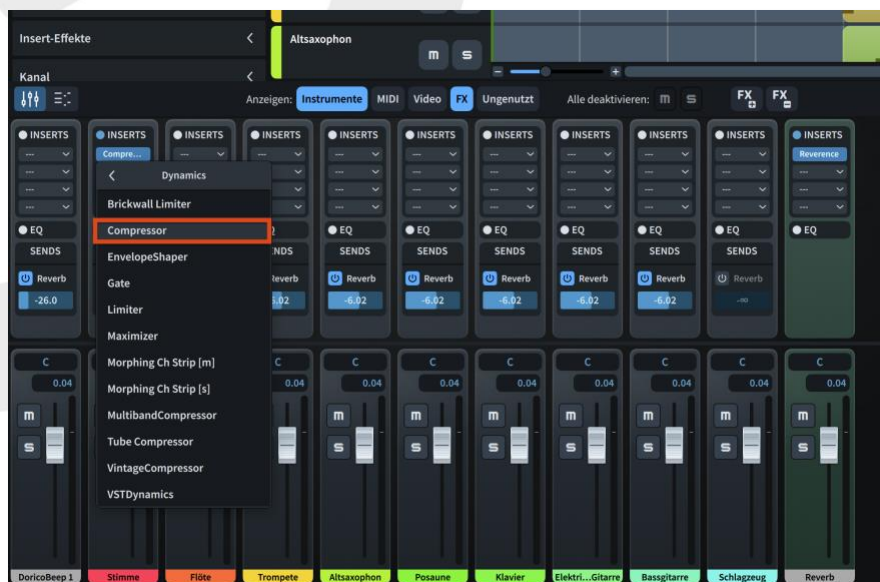 Insert-Effekte
Altsaxophon
m s
Kanal
Anzeigen: Instrumente MIDI Video FX Ungenutzt Alle deaktivieren: m s FX FX
INSERTS INSERTS INSERTS INSERTS INSERTS INSERTS INSERTS INSERTS INSERTS INSERTS INSERTS
--- Compre... --- --- --- --- --- --- --- --- Reverence
--- --- --- --- --- --- --- --- ---
--- --- --- --- --- --- --- --- ---
--- --- --- --- --- --- --- --- ---
Dynamics
Brickwall Limiter
Compressor
EnvelopeShaper
Gate
Limiter
Maximizer
Morphing Ch Strip [m]
Morphing Ch Strip [s]
MultibandCompressor
Tube Compressor
VintageCompressor
VSTDynamics
EQ EQ EQ EQ EQ EQ EQ EQ
SENDS SENDS SENDS SENDS SENDS SENDS SENDS
Reverb Reverb Reverb Reverb Reverb Reverb Reverb
-26.0 -6.02 -6.02 -6.02 -6.02 -6.02 -∞
C C C C C C C C C
0.04 0.04 0.04 0.04 0.04 0.04 0.04 0.04 0.04
m m m m m m m m
s s s s s s s s
DoricoBeep 1 Stimme Flöte Trompete Altsaxophon Posaune Klavier Elektri...Gitarre Bassgitarre Schlagzeug Reverb